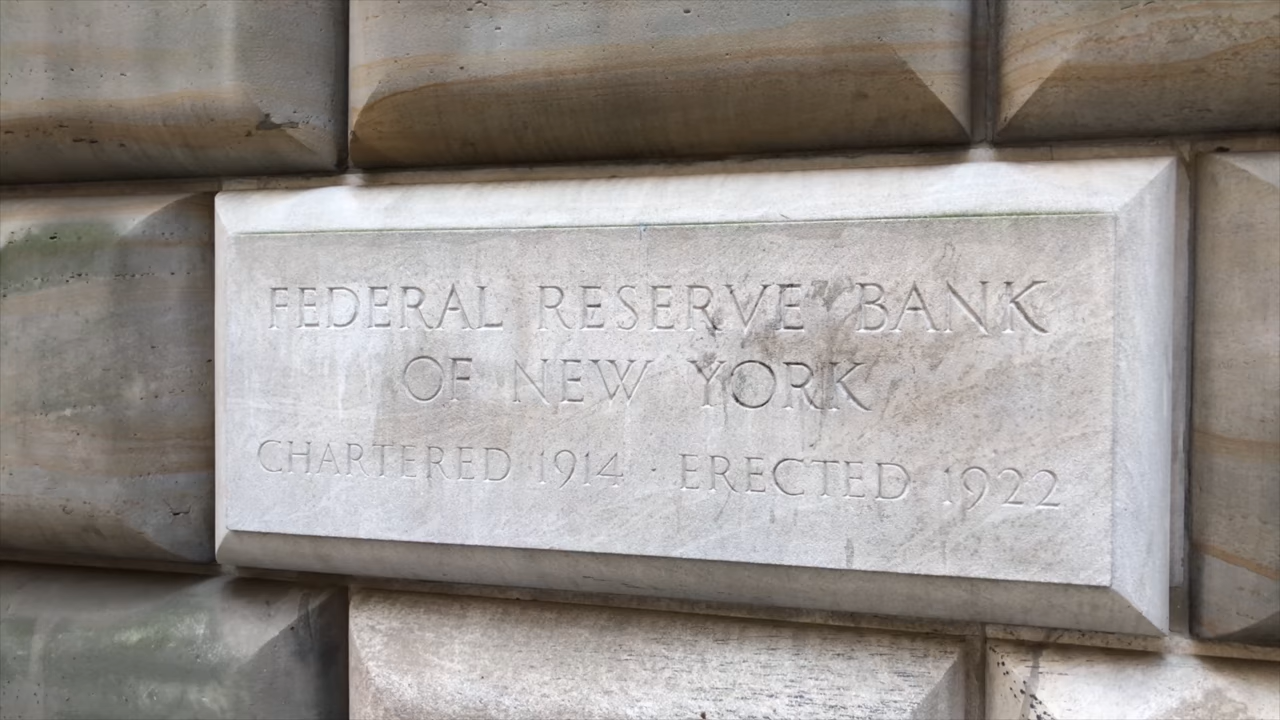 FEDERAL RESERVE BANK
OF NEW YORK
CHARTERED 1914 · ERECTED 1922